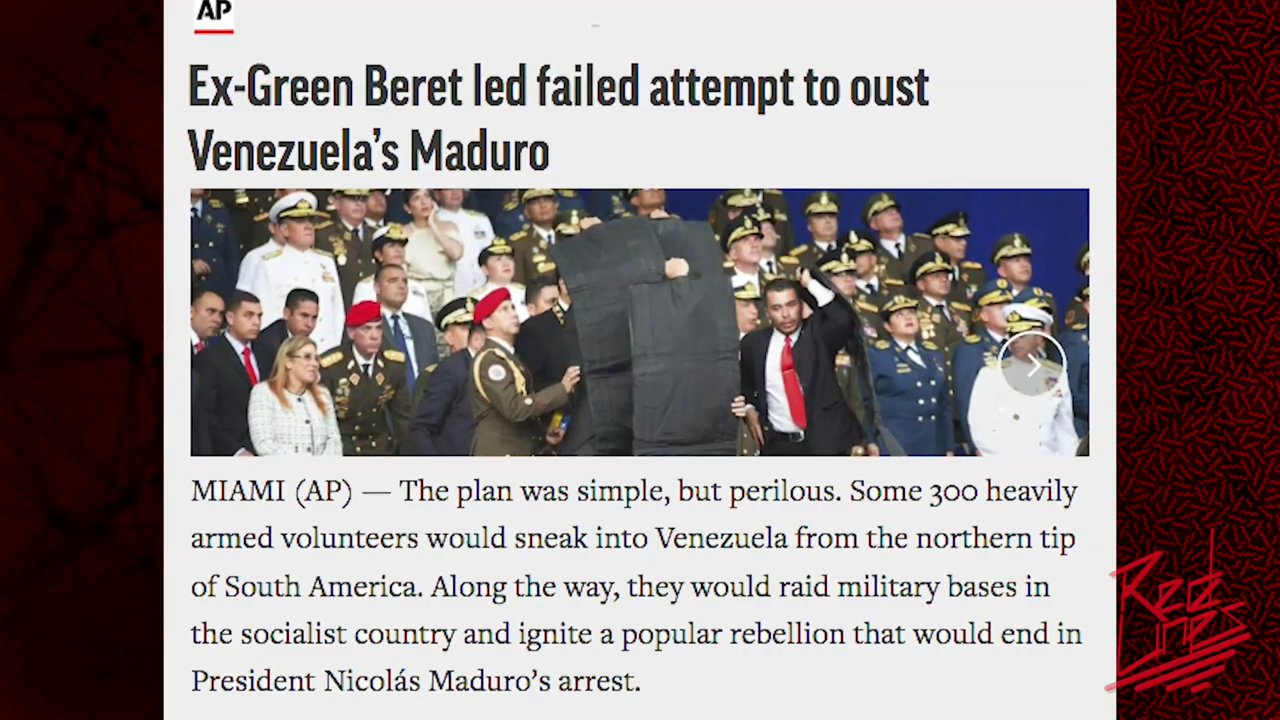 AP
Ex-Green Beret led failed attempt to oust
Venezuela’s Maduro
MIAMI (AP) — The plan was simple, but perilous. Some 300 heavily
armed volunteers would sneak into Venezuela from the northern tip
of South America. Along the way, they would raid military bases in
the socialist country and ignite a popular rebellion that would end in
President Nicolás Maduro’s arrest.
Red
Lines